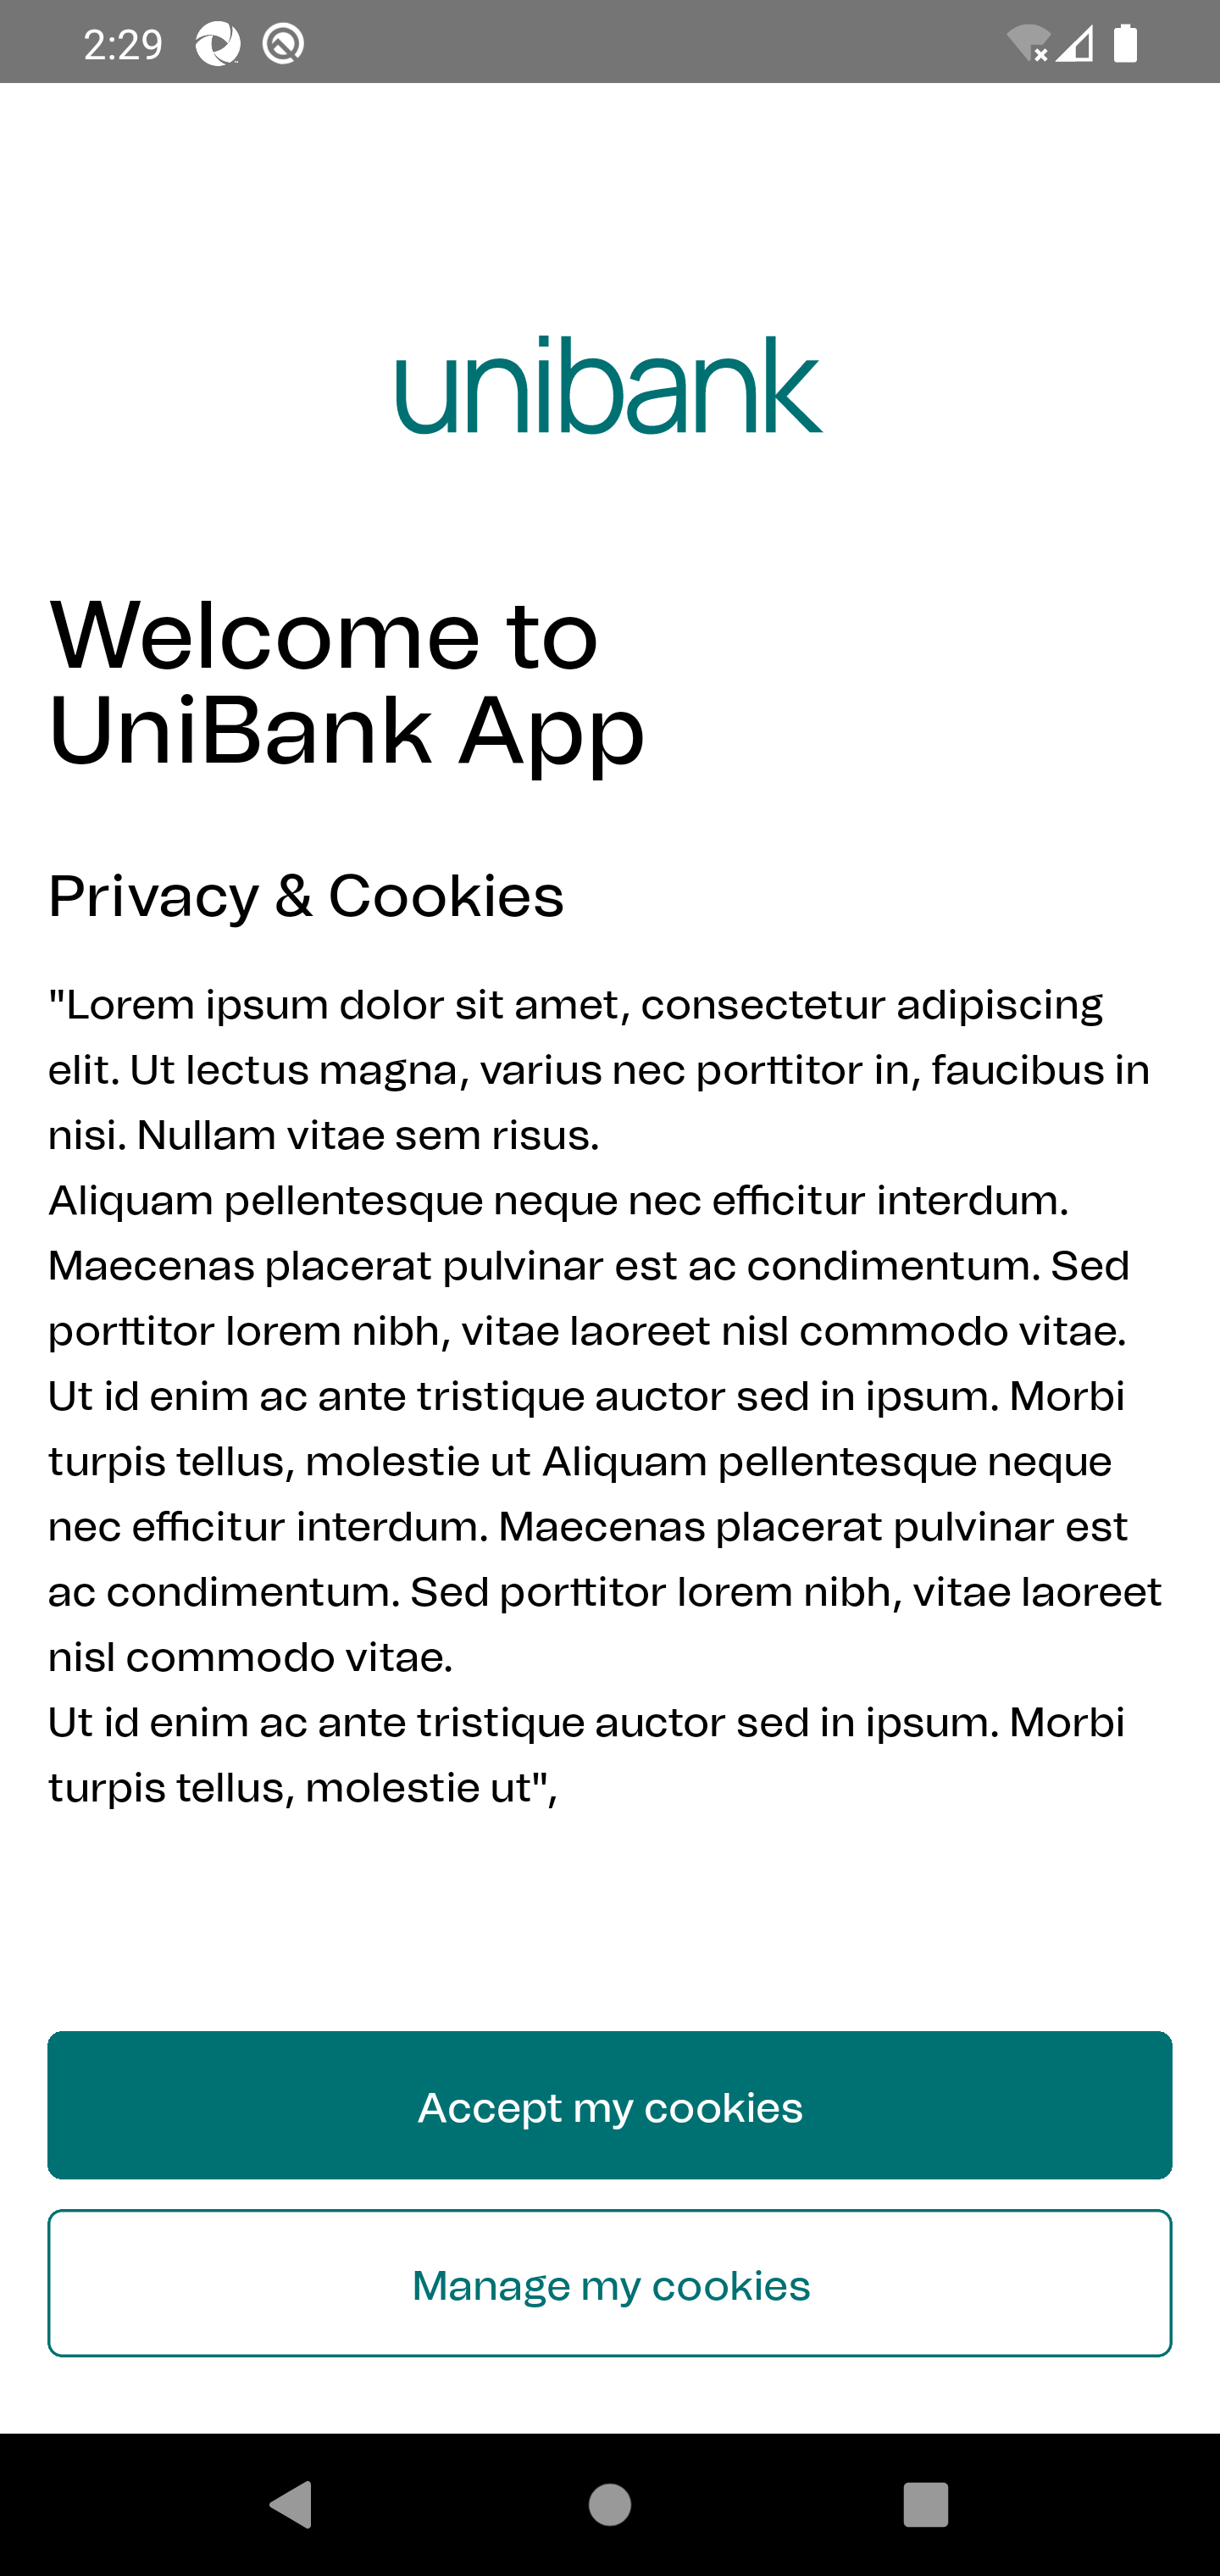 2:29
unibank
Welcome to
UniBank App
Privacy & Cookies
"Lorem ipsum dolor sit amet, consectetur adipiscing
elit. Ut lectus magna, varius nec porttitor in, faucibus in
nisi. Nullam vitae sem risus.
Aliquam pellentesque neque nec efficitur interdum.
Maecenas placerat pulvinar est ac condimentum. Sed
porttitor lorem nibh, vitae laoreet nisl commodo vitae.
Ut id enim ac ante tristique auctor sed in ipsum. Morbi
turpis tellus, molestie ut Aliquam pellentesque neque
nec efficitur interdum. Maecenas placerat pulvinar est
ac condimentum. Sed porttitor lorem nibh, vitae laoreet
nisl commodo vitae.
Ut id enim ac ante tristique auctor sed in ipsum. Morbi
turpis tellus, molestie ut",
Accept my cookies
Manage my cookies